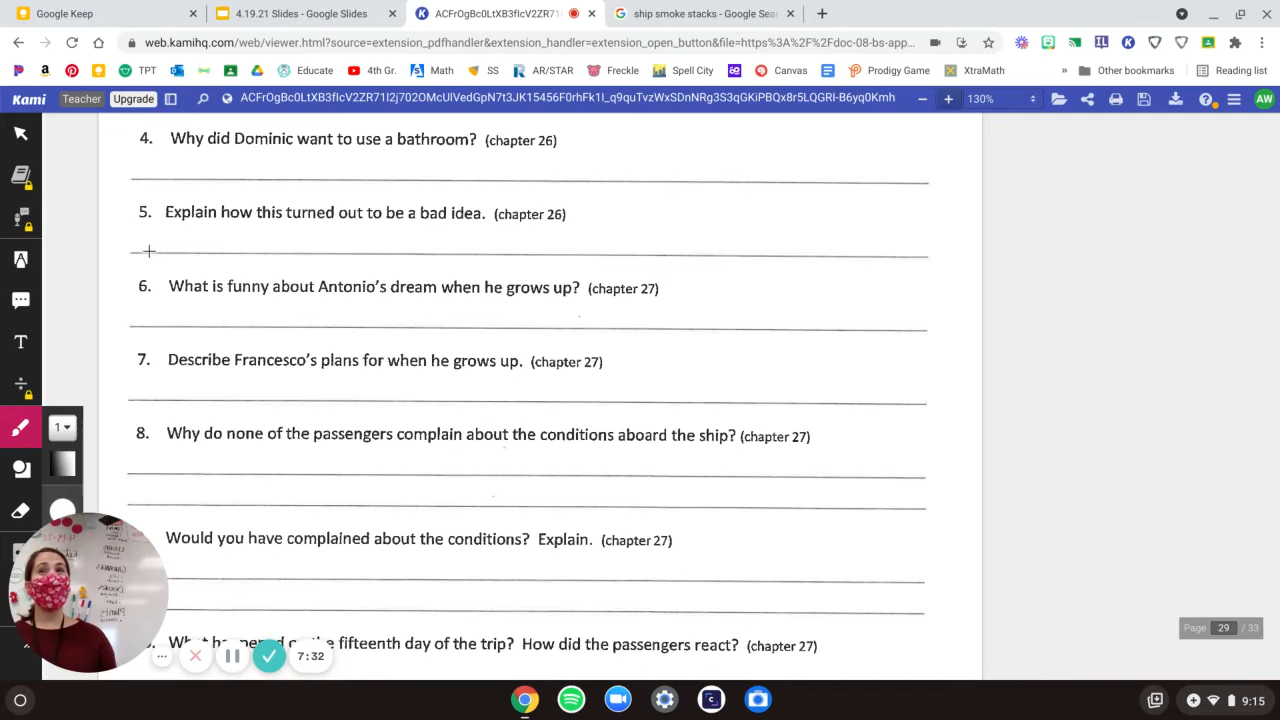 Google Keep
4.19.21 Slides - Google Slides
ACFrOgBc0LtXB3fIcV2ZR71
ship smoke stacks - Google Sea
web.kamihq.com/web/viewer.html?source=extension_pdfhandler&extension_handler=extension_open_button&file=https%3A%2F%2Fdoc-08-bs-app...
TPT
Educate
4th Gr.
Math
SS
AR/STAR
Freckle
Spell City
Canvas
Prodigy Game
XtraMath
»
Other bookmarks
Reading list
Kami
Teacher
Upgrade
130%
AW
4. Why did Dominic want to use a bathroom? (chapter 26)
5. Explain how this turned out to be a bad idea. (chapter 26)
6. What is funny about Antonio's dream when he grows up? (chapter 27)
7. Describe Francesco's plans for when he grows up. (chapter 27)
8. Why do none of the passengers complain about the conditions aboard the ship? (chapter 27)
Would you have complained about the conditions? Explain. (chapter 27)
What happened on the fifteenth day of the trip? How did the passengers react? (chapter 27)
1
Page 29 / 33
7:32
9:15